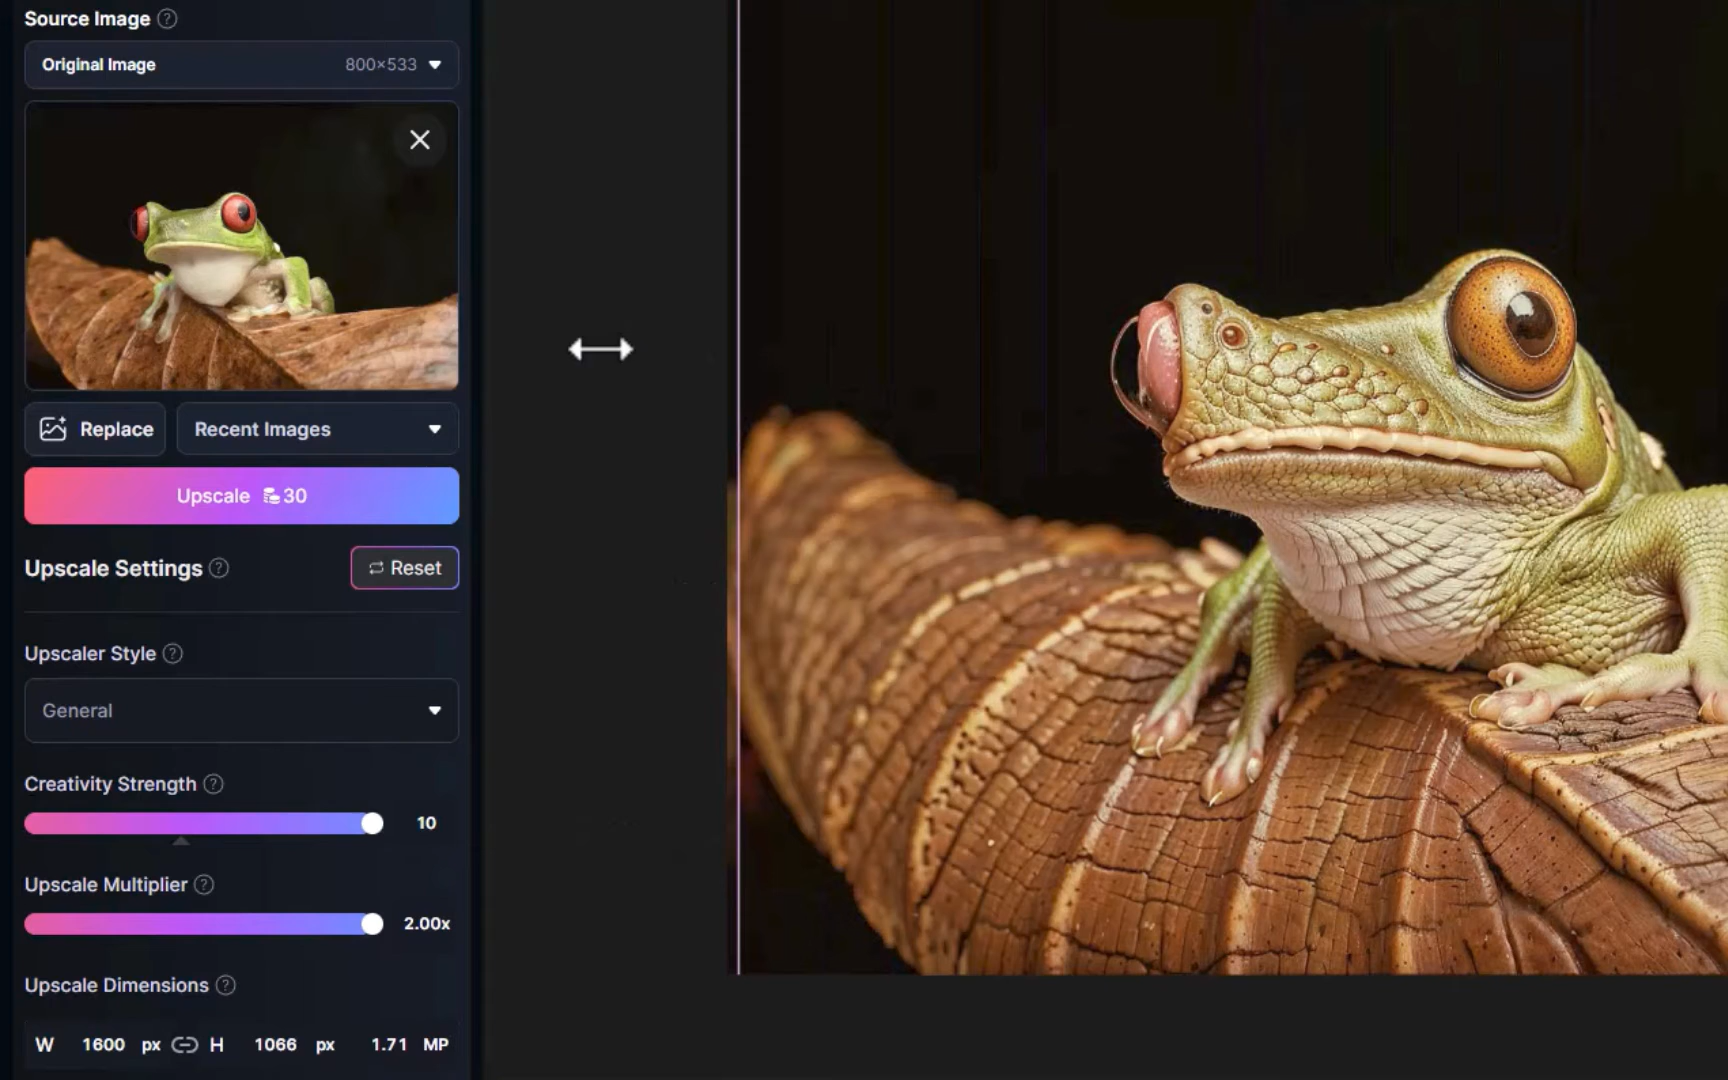 Source Image
Original Image 800×533
Replace Recent Images
Upscale 30
Upscale Settings Reset
Upscaler Style
General
Creativity Strength
10
Upscale Multiplier
2.00x
Upscale Dimensions
W 1600 px H 1066 px 1.71 MP